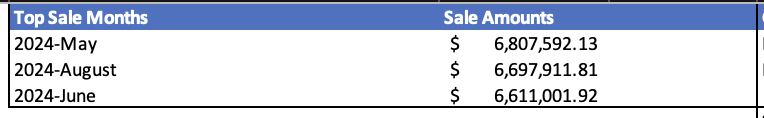 Top Sale Months Sale Amounts
2024-May $ 6,807,592.13
2024-August $ 6,697,911.81
2024-June $ 6,611,001.92